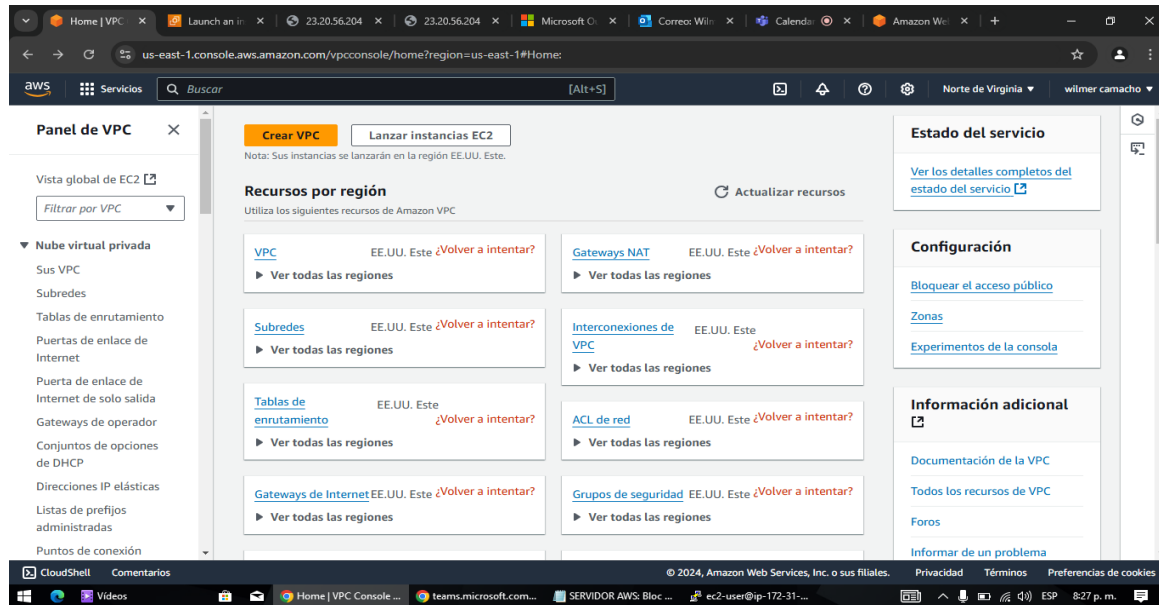 Home | VPC
Launch an in
23.20.56.204
23.20.56.204
Microsoft O
Correo: Wilm
Calendar
Amazon We
us-east-1.console.aws.amazon.com/vpcconsole/home?region=us-east-1#Home:
aws
Servicios
Buscar
[Alt+S]
Norte de Virginia
wilmer camacho
Panel de VPC
Vista global de EC2
Filtrar por VPC
Nube virtual privada
Sus VPC
Subredes
Tablas de enrutamiento
Puertas de enlace de
Internet
Puerta de enlace de
Internet de solo salida
Gateways de operador
Conjuntos de opciones
de DHCP
Direcciones IP elásticas
Listas de prefijos
administradas
Puntos de conexión
Crear VPC
Lanzar instancias EC2
Nota: Sus instancias se lanzarán en la región EE.UU. Este.
Recursos por región
Actualizar recursos
Utiliza los siguientes recursos de Amazon VPC
VPC EE.UU. Este ¿Volver a intentar?
Ver todas las regiones
Gateways NAT EE.UU. Este ¿Volver a intentar?
Ver todas las regiones
Subredes EE.UU. Este ¿Volver a intentar?
Ver todas las regiones
Interconexiones de EE.UU. Este
VPC ¿Volver a intentar?
Ver todas las regiones
Tablas de EE.UU. Este
enrutamiento ¿Volver a intentar?
Ver todas las regiones
ACL de red EE.UU. Este ¿Volver a intentar?
Ver todas las regiones
Gateways de Internet EE.UU. Este ¿Volver a intentar?
Ver todas las regiones
Grupos de seguridad EE.UU. Este ¿Volver a intentar?
Ver todas las regiones
Estado del servicio
Ver los detalles completos del
estado del servicio
Configuración
Bloquear el acceso público
Zonas
Experimentos de la consola
Información adicional
Documentación de la VPC
Todos los recursos de VPC
Foros
Informar de un problema
CloudShell
Comentarios
© 2024, Amazon Web Services, Inc. o sus filiales.
Privacidad
Términos
Preferencias de cookies
Vídeos
Home | VPC Console ...
teams.microsoft.com...
SERVIDOR AWS: Bloc ...
ec2-user@ip-172-31-...
ESP
8:27 p. m.